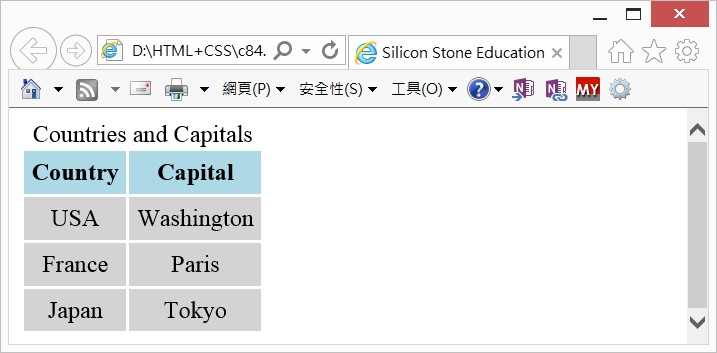 D:\HTML+CSS\c84.
Silicon Stone Education
網頁(P) 安全性(S) 工具(O) ? N N MY
Countries and Capitals
Country Capital
USA Washington
France Paris
Japan Tokyo